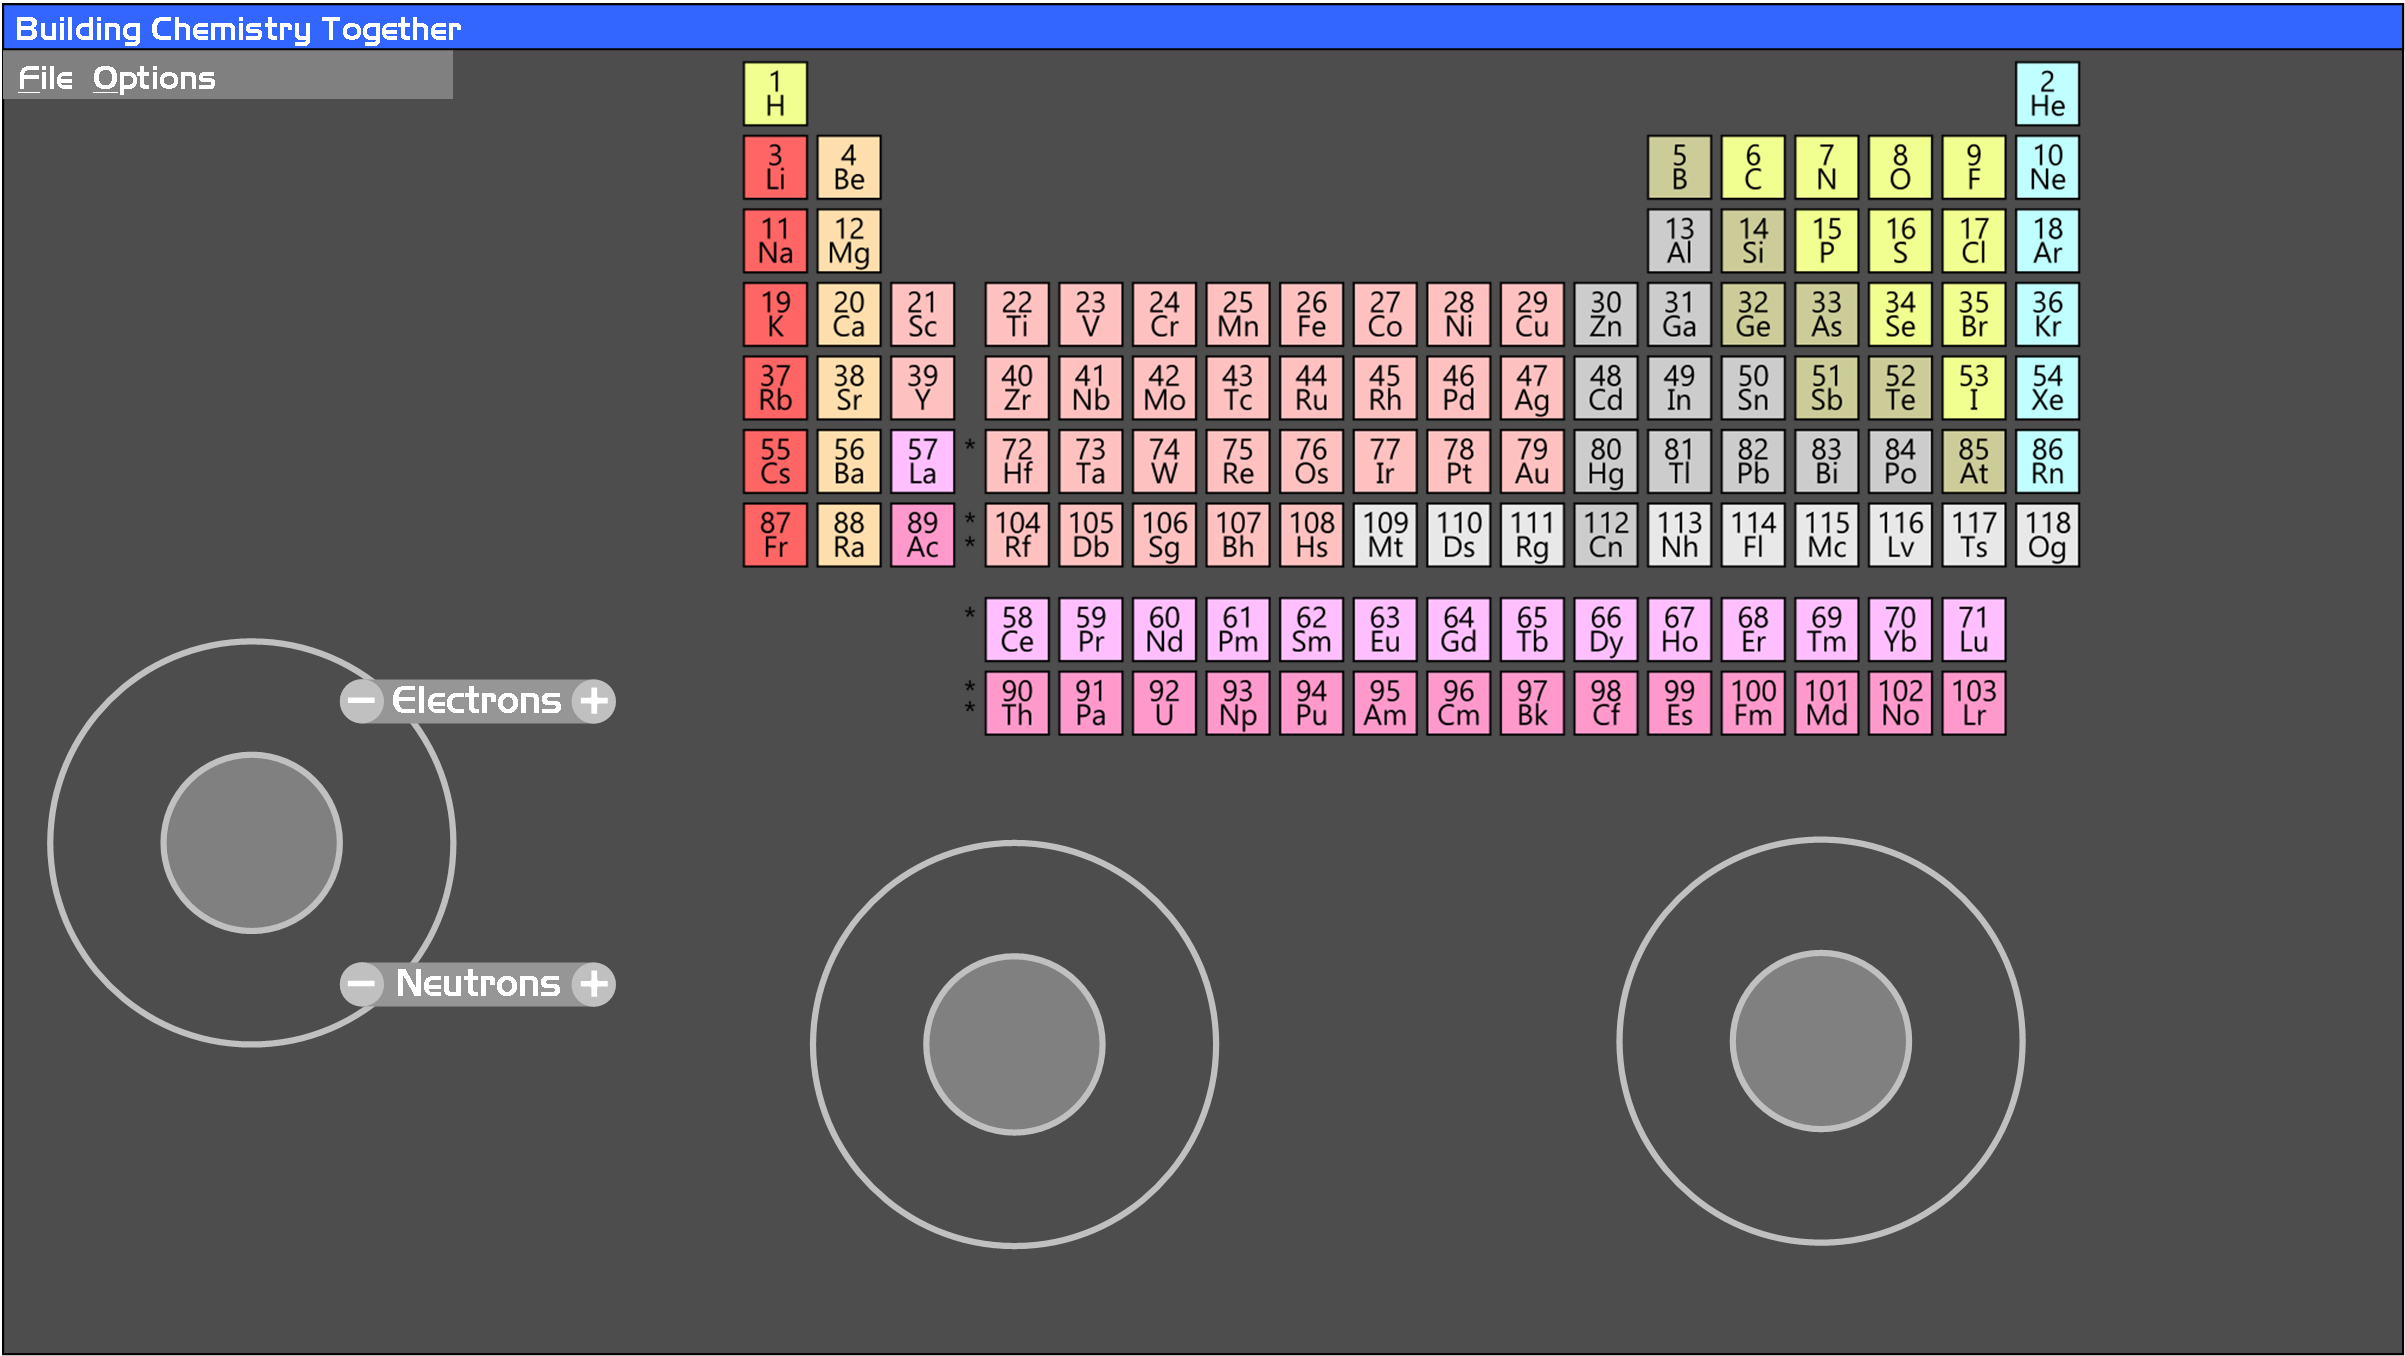 Building Chemistry Together
File Options
1 2
H He
3 4 5 6 7 8 9 10
Li Be B C N O F Ne
11 12 13 14 15 16 17 18
Na Mg Al Si P S Cl Ar
19 20 21 22 23 24 25 26 27 28 29 30 31 32 33 34 35 36
K Ca Sc Ti V Cr Mn Fe Co Ni Cu Zn Ga Ge As Se Br Kr
37 38 39 40 41 42 43 44 45 46 47 48 49 50 51 52 53 54
Rb Sr Y Zr Nb Mo Tc Ru Rh Pd Ag Cd In Sn Sb Te I Xe
55 56 57 * 72 73 74 75 76 77 78 79 80 81 82 83 84 85 86
Cs Ba La Hf Ta W Re Os Ir Pt Au Hg Tl Pb Bi Po At Rn
87 88 89 * 104 105 106 107 108 109 110 111 112 113 114 115 116 117 118
Fr Ra Ac * Rf Db Sg Bh Hs Mt Ds Rg Cn Nh Fl Mc Lv Ts Og
* 58 59 60 61 62 63 64 65 66 67 68 69 70 71
Ce Pr Nd Pm Sm Eu Gd Tb Dy Ho Er Tm Yb Lu
* 90 91 92 93 94 95 96 97 98 99 100 101 102 103
* Th Pa U Np Pu Am Cm Bk Cf Es Fm Md No Lr
− Electrons +
− Neutrons +